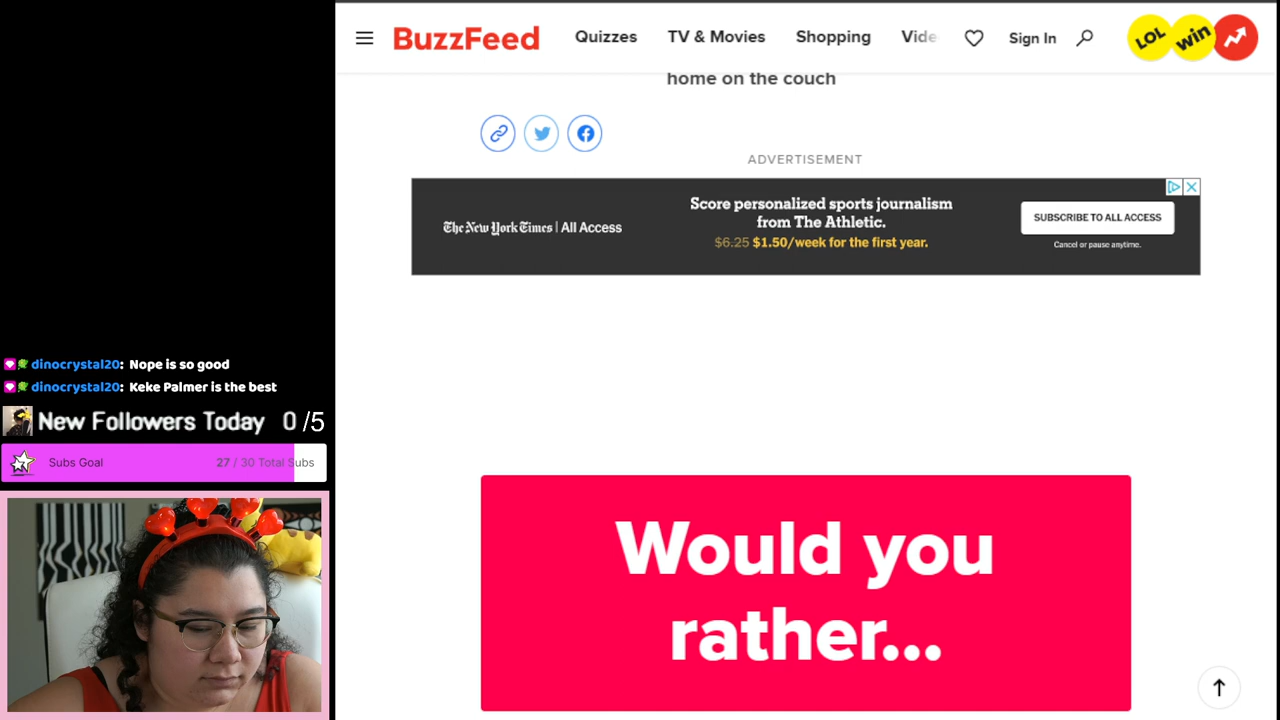 BuzzFeed
Quizzes
TV & Movies
Shopping
Vide
Sign In
LOL
win
home on the couch
ADVERTISEMENT
The New York Times | All Access
Score personalized sports journalism
from The Athletic.
$6.25 $1.50/week for the first year.
SUBSCRIBE TO ALL ACCESS
Cancel or pause anytime.
dinocrystal20: Nope is so good
dinocrystal20: Keke Palmer is the best
New Followers Today 0 /5
Subs Goal 27 / 30 Total Subs
Would you
rather...